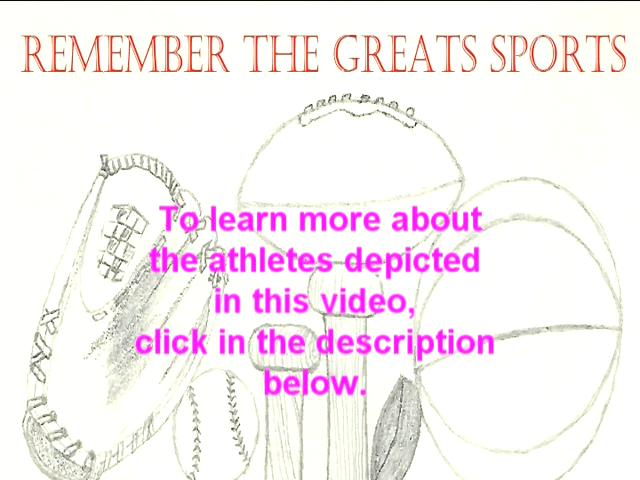 REMEMBER THE GREATS SPORTS
To learn more about
the athletes depicted
in this video,
click in the description
below.